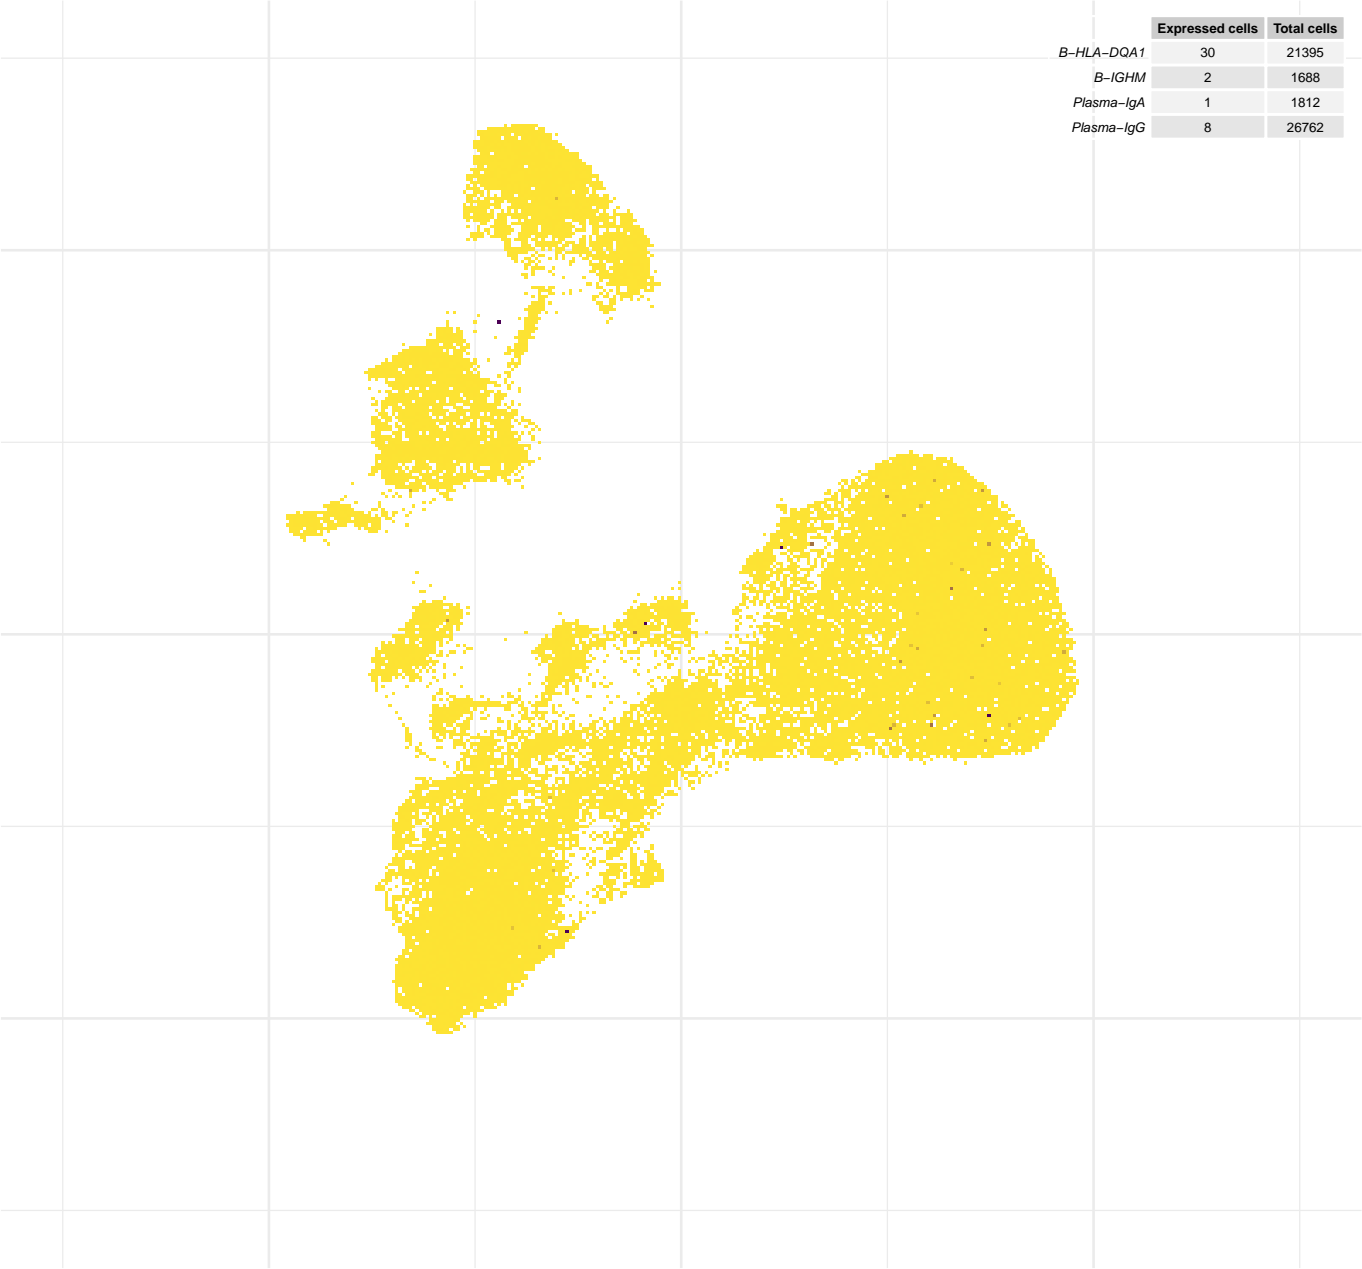 Expressed cells Total cells
B−HLA−DQA1 30 21395
B−IGHM 2 1688
Plasma−IgA 1 1812
Plasma−IgG 8 26762